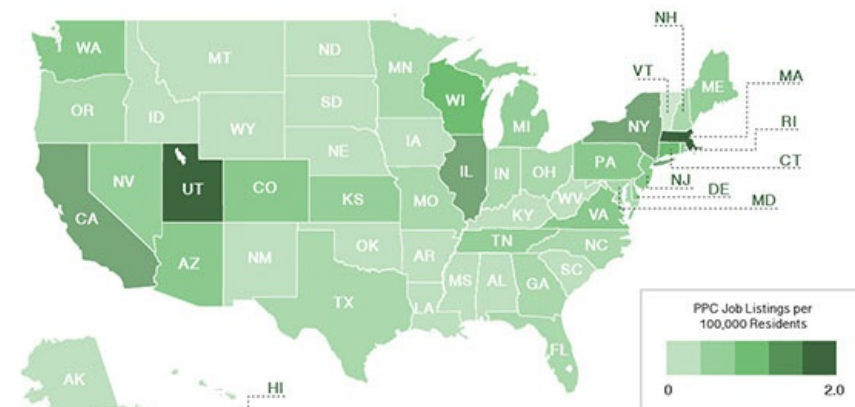 NH
WA
MT
ND
MN
VT
MA
ME
OR
ID
SD
WI
MI
NY
WY
RI
IA
NE
PA
CT
NV
UT
CO
IL
IN
OH
NJ
DE
KS
MO
WV
VA
MD
CA
KY
TN
NC
AZ
NM
OK
AR
SC
MS
AL
GA
TX
LA
PPC Job Listings per
100,000 Residents
FL
AK
HI
0
2.0